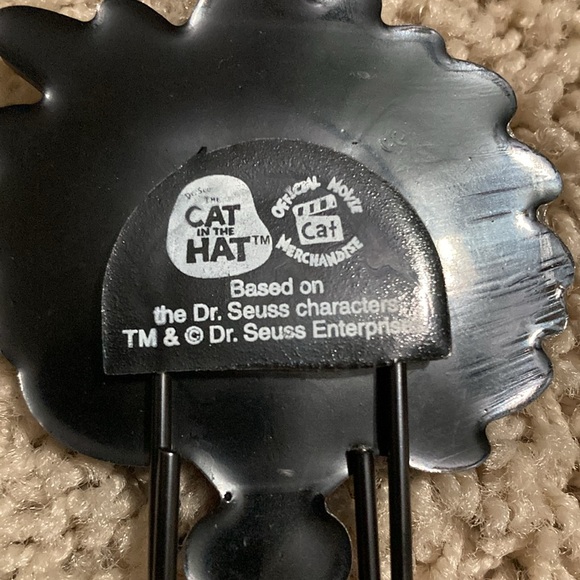 Dr. Seuss
THE
CAT
IN THE
HAT™
OFFICIAL MOVIE
Cat
MERCHANDISE
Based on
the Dr. Seuss characters,
TM & © Dr. Seuss